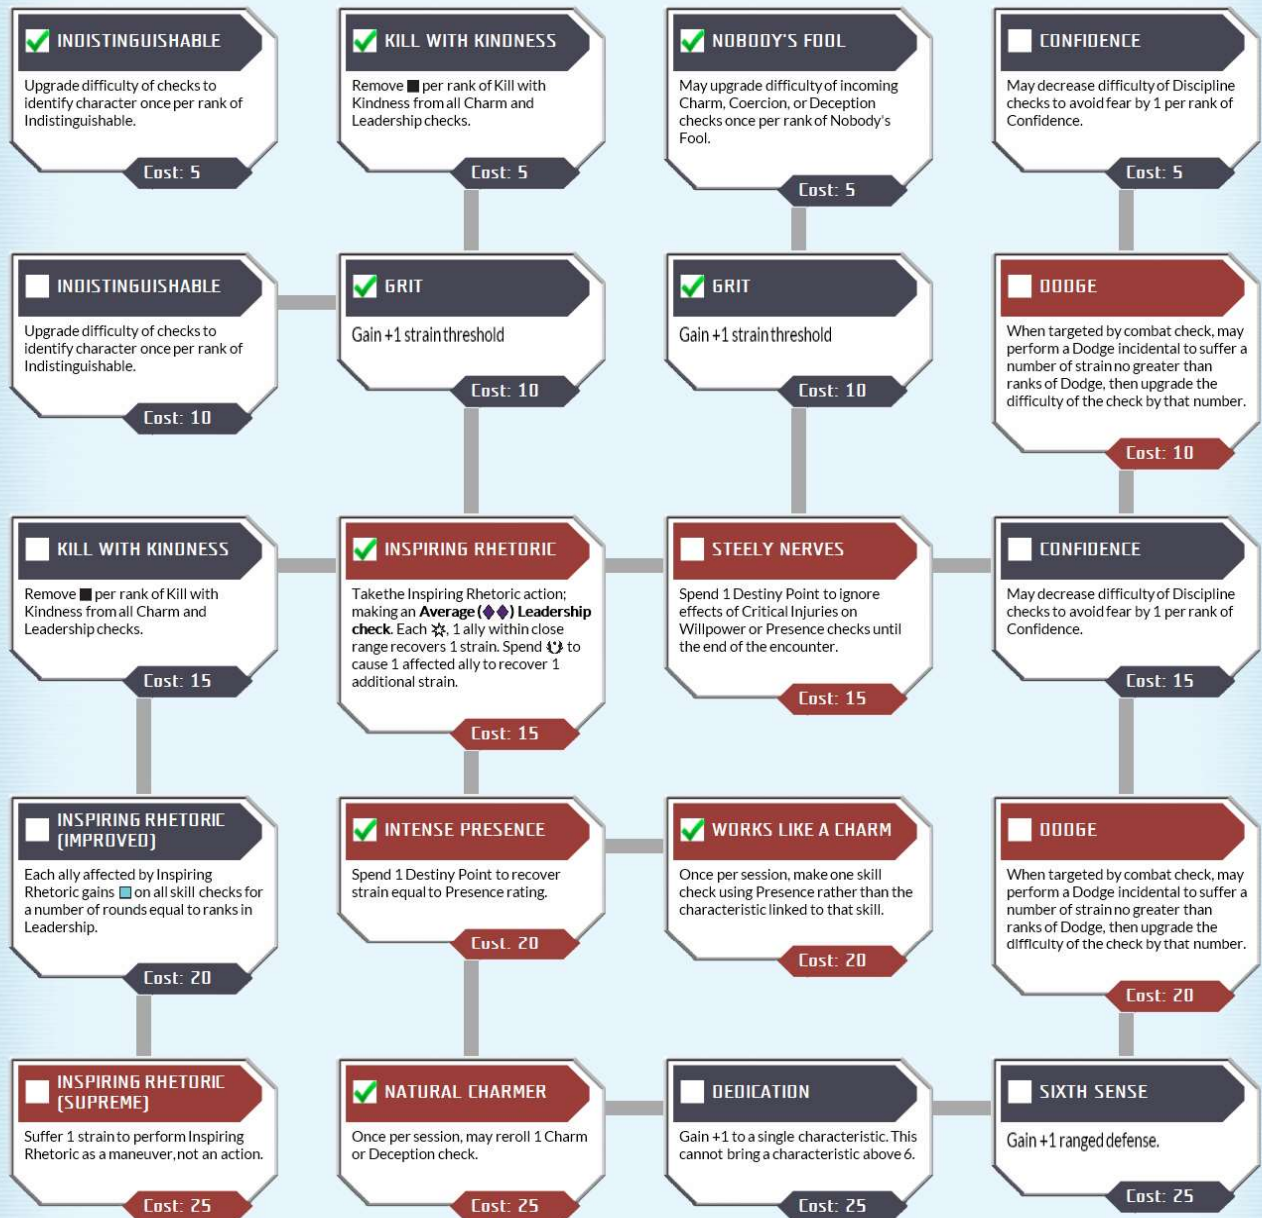 INDISTINGUISHABLE
Upgrade difficulty of checks to
identify character once per rank of
Indistinguishable.
Cost: 5
KILL WITH KINDNESS
Remove ■ per rank of Kill with
Kindness from all Charm and
Leadership checks.
Cost: 5
NOBODY'S FOOL
May upgrade difficulty of incoming
Charm, Coercion, or Deception
checks once per rank of Nobody's
Fool.
Cost: 5
CONFIDENCE
May decrease difficulty of Discipline
checks to avoid fear by 1 per rank of
Confidence.
Cost: 5
INDISTINGUISHABLE
Upgrade difficulty of checks to
identify character once per rank of
Indistinguishable.
Cost: 10
GRIT
Gain +1 strain threshold
Cost: 10
GRIT
Gain +1 strain threshold
Cost: 10
DODGE
When targeted by combat check, may
perform a Dodge incidental to suffer a
number of strain no greater than
ranks of Dodge, then upgrade the
difficulty of the check by that number.
Cost: 10
KILL WITH KINDNESS
Remove ■ per rank of Kill with
Kindness from all Charm and
Leadership checks.
Cost: 15
INSPIRING RHETORIC
Takethe Inspiring Rhetoric action;
making an Average (◆◆) Leadership
check. Each ☼, 1 ally within close
range recovers 1 strain. Spend to
cause 1 affected ally to recover 1
additional strain.
Cost: 15
STEELY NERVES
Spend 1 Destiny Point to ignore
effects of Critical Injuries on
Willpower or Presence checks until
the end of the encounter.
Cost: 15
CONFIDENCE
May decrease difficulty of Discipline
checks to avoid fear by 1 per rank of
Confidence.
Cost: 15
INSPIRING RHETORIC
(IMPROVED)
Each ally affected by Inspiring
Rhetoric gains ■ on all skill checks for
a number of rounds equal to ranks in
Leadership.
Cost: 20
INTENSE PRESENCE
Spend 1 Destiny Point to recover
strain equal to Presence rating.
Cost: 20
WORKS LIKE A CHARM
Once per session, make one skill
check using Presence rather than the
characteristic linked to that skill.
Cost: 20
DODGE
When targeted by combat check, may
perform a Dodge incidental to suffer a
number of strain no greater than
ranks of Dodge, then upgrade the
difficulty of the check by that number.
Cost: 20
INSPIRING RHETORIC
(SUPREME)
Suffer 1 strain to perform Inspiring
Rhetoric as a maneuver, not an action.
Cost: 25
NATURAL CHARMER
Once per session, may reroll 1 Charm
or Deception check.
Cost: 25
DEDICATION
Gain +1 to a single characteristic. This
cannot bring a characteristic above 6.
Cost: 25
SIXTH SENSE
Gain +1 ranged defense.
Cost: 25